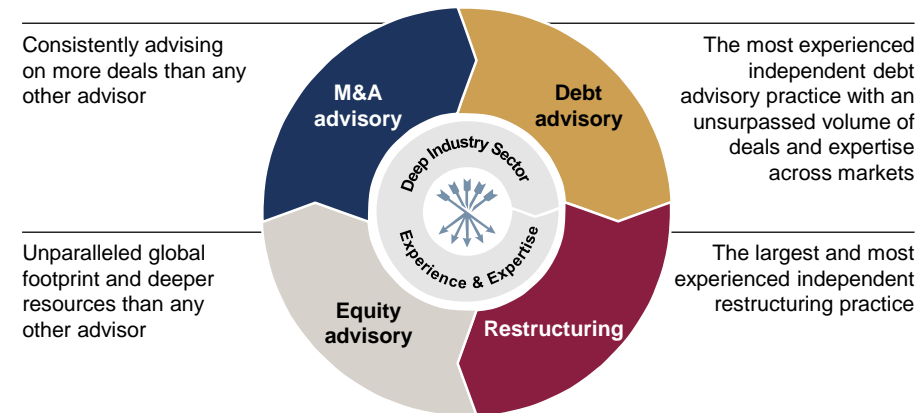 Consistently advising
on more deals than any
other advisor
M&A
advisory
Debt
advisory
The most experienced
independent debt
advisory practice with an
unsurpassed volume of
deals and expertise
across markets
Deep Industry Sector
Experience & Expertise
Unparalleled global
footprint and deeper
resources than any
other advisor
Equity
advisory
Restructuring
The largest and most
experienced independent
restructuring practice